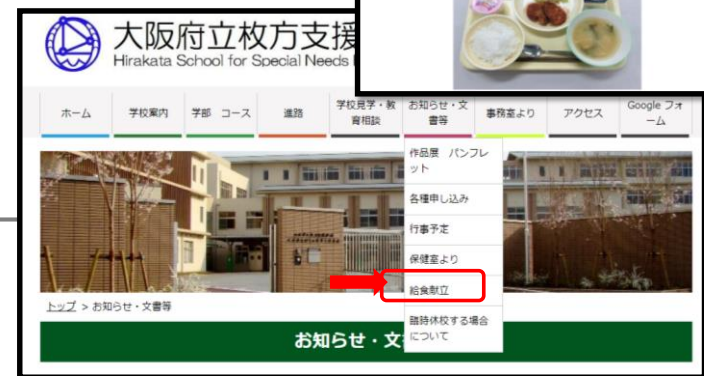 大阪府立枚方支援
Hirakata School for Special Needs
ホーム
学校案内
学部 コース
進路
学校見学・教
育相談
お知らせ・文
書等
事務室より
アクセス
Google フォ
ーム
作品展 パンフレ
ット
各種申し込み
行事予定
保健室より
給食献立
臨時休校する場合
について
トップ > お知らせ・文書等
お知らせ・文